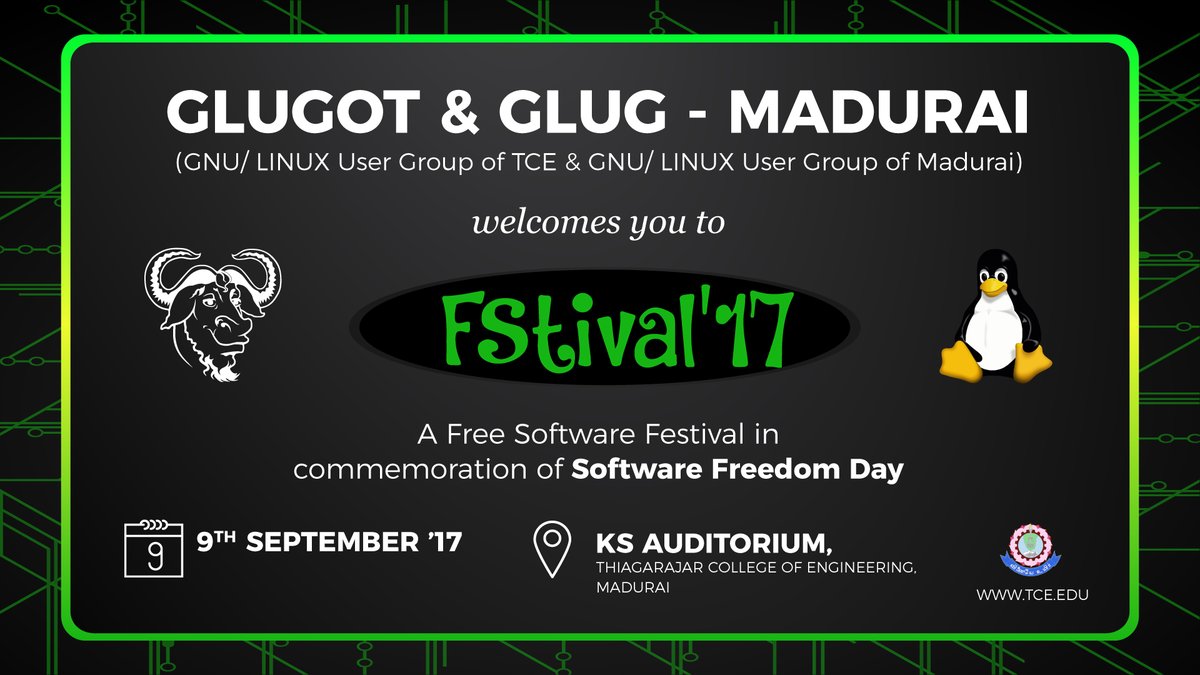 GLUGOT & GLUG - MADURAI
(GNU/ LINUX User Group of TCE & GNU/ LINUX User Group of Madurai)
welcomes you to
FStival'17
A Free Software Festival in
commemoration of Software Freedom Day
9
9TH SEPTEMBER ’17
KS AUDITORIUM,
THIAGARAJAR COLLEGE OF ENGINEERING,
MADURAI
WWW.TCE.EDU